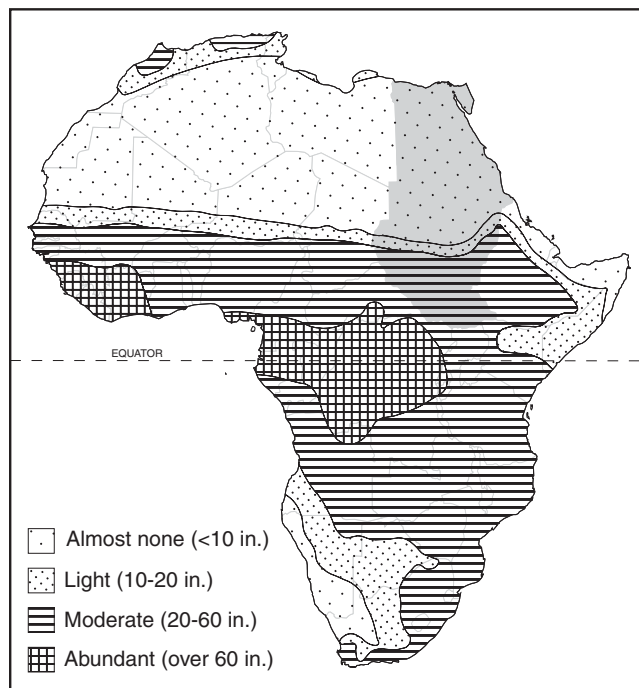 EQUATOR
Almost none (<10 in.)
Light (10-20 in.)
Moderate (20-60 in.)
Abundant (over 60 in.)